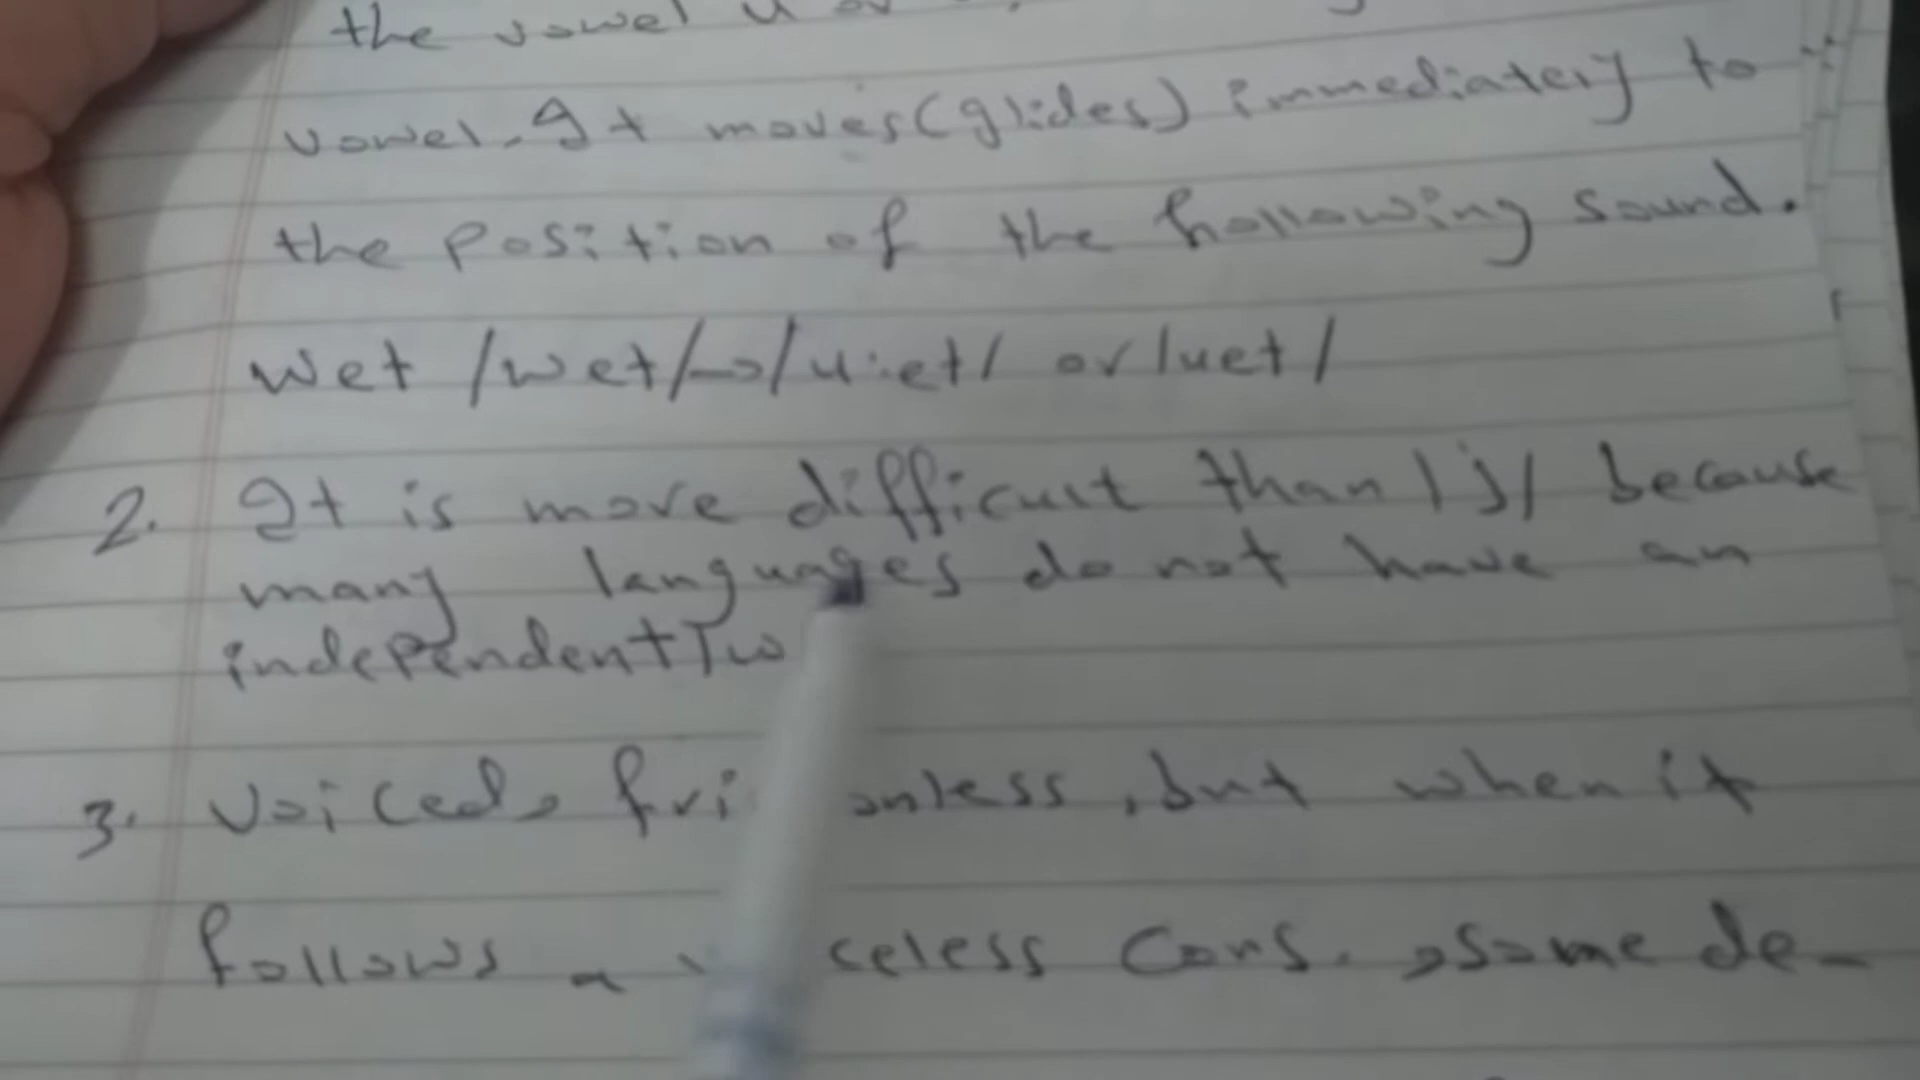 the vowel u
vowel. It moves (glides) immediately to
the position of the following sound.
Wet /wet/→/u:et/ or /uet/
2. It is more difficult than /j/ because
many languages do not have an
independent /w
3. Voiced, fri onless, but when it
follows a celess Cons. , some de-